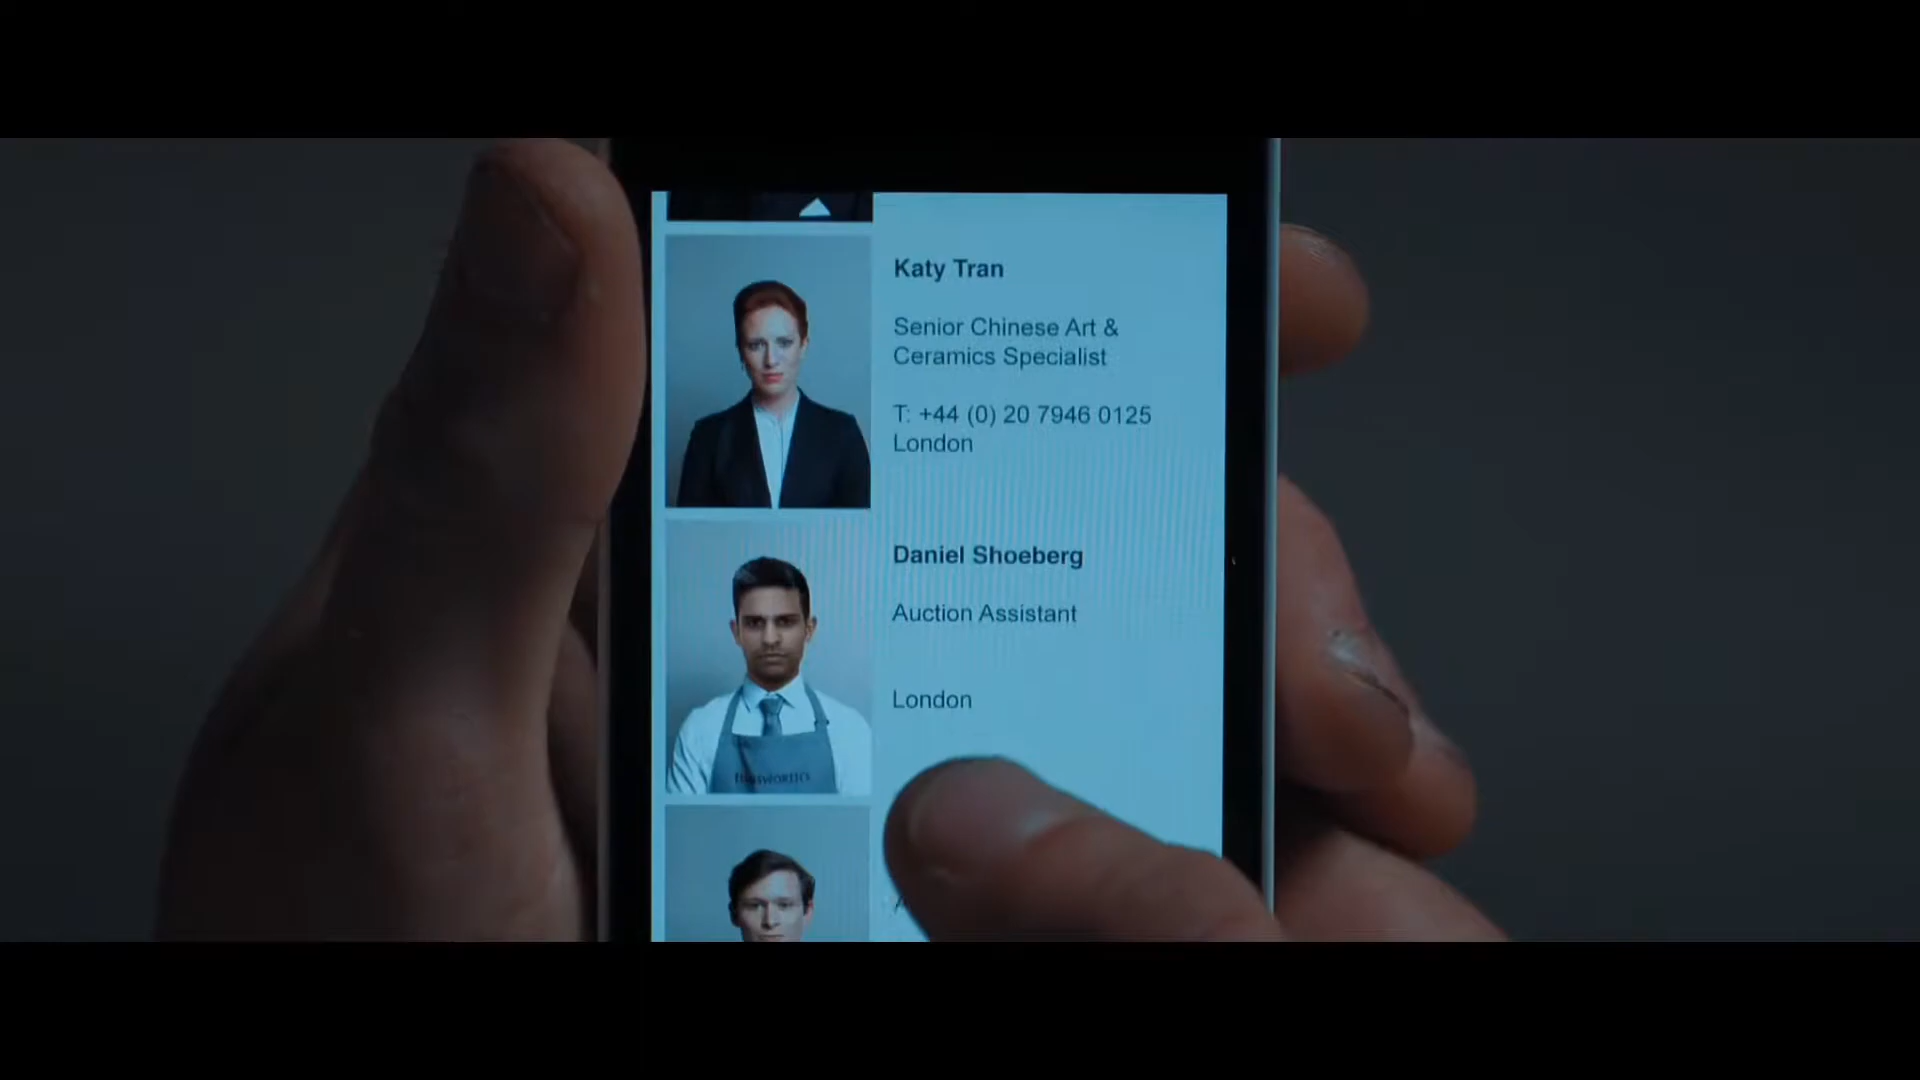 Katy Tran
Senior Chinese Art &
Ceramics Specialist
T: +44 (0) 20 7946 0125
London
Daniel Shoeberg
Auction Assistant
London